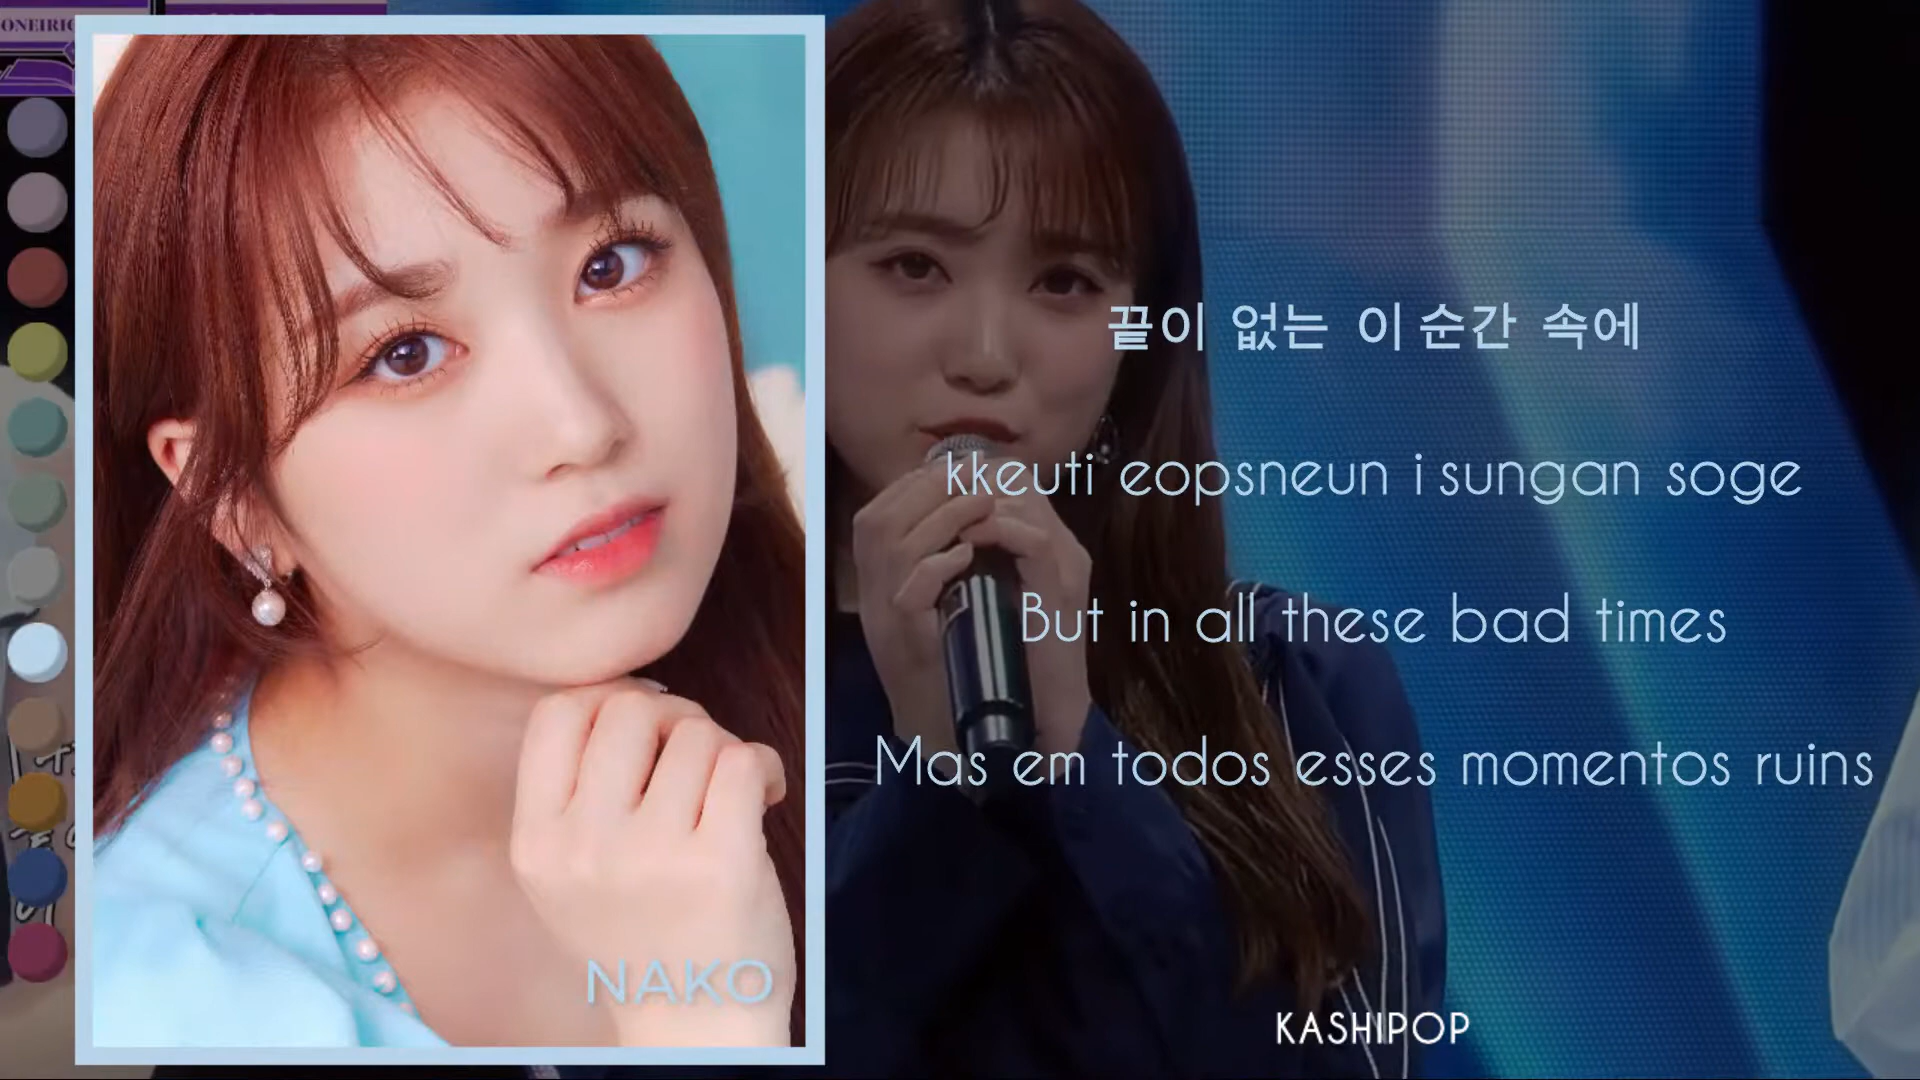 끝이 없는 이 순간 속에
kkeuti eopsneun i sungan soge
But in all these bad times
Mas em todos esses momentos ruins
NAKO
KASHIPOP